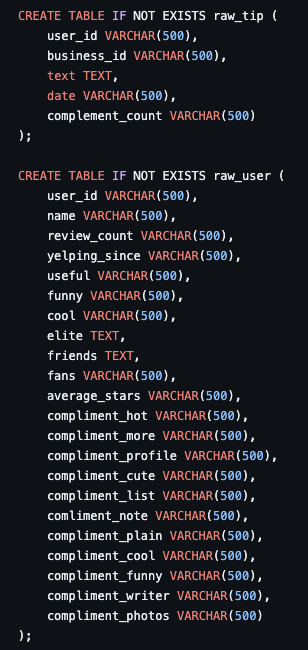 CREATE TABLE IF NOT EXISTS raw_tip (
    user_id VARCHAR(500),
    business_id VARCHAR(500),
    text TEXT,
    date VARCHAR(500),
    complement_count VARCHAR(500)
);

CREATE TABLE IF NOT EXISTS raw_user (
    user_id VARCHAR(500),
    name VARCHAR(500),
    review_count VARCHAR(500),
    yelping_since VARCHAR(500),
    useful VARCHAR(500),
    funny VARCHAR(500),
    cool VARCHAR(500),
    elite TEXT,
    friends TEXT,
    fans VARCHAR(500),
    average_stars VARCHAR(500),
    compliment_hot VARCHAR(500),
    compliment_more VARCHAR(500),
    compliment_profile VARCHAR(500),
    compliment_cute VARCHAR(500),
    compliment_list VARCHAR(500),
    comliment_note VARCHAR(500),
    compliment_plain VARCHAR(500),
    compliment_cool VARCHAR(500),
    compliment_funny VARCHAR(500),
    compliment_writer VARCHAR(500),
    compliment_photos VARCHAR(500)
);